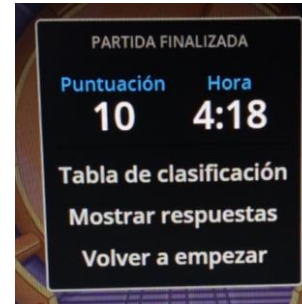 PARTIDA FINALIZADA
Puntuación Hora
10 4:18
Tabla de clasificación
Mostrar respuestas
Volver a empezar